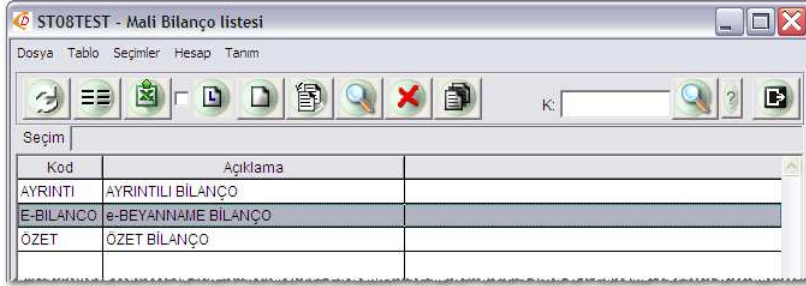 ST08TEST - Mali Bilanço listesi
Dosya Tablo Seçimler Hesap Tanım
L K: ?
Seçim
Kod Açıklama
AYRINTI AYRINTILI BİLANÇO
E-BILANCO e-BEYANNAME BİLANÇO
ÖZET ÖZET BİLANÇO